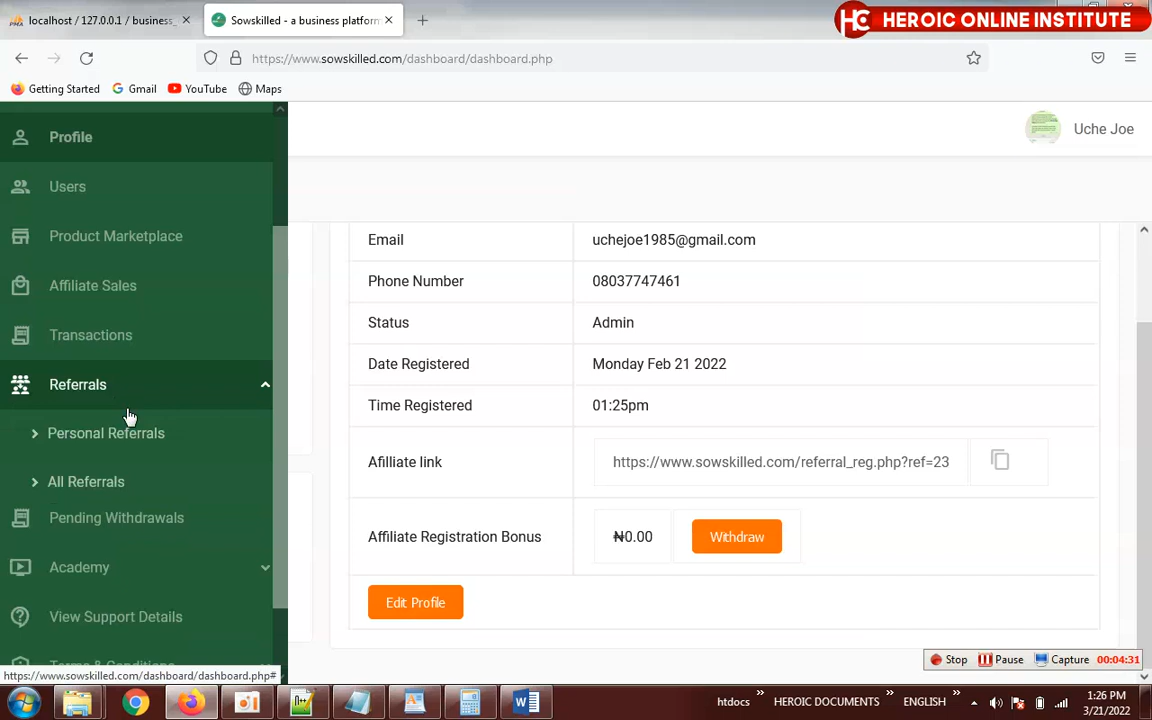 localhost / 127.0.0.1 / business_
Sowskilled - a business platform
HC HEROIC ONLINE INSTITUTE
https://www.sowskilled.com/dashboard/dashboard.php
Getting Started
Gmail
YouTube
Maps
Profile
Uche Joe
Users
Product Marketplace
Affiliate Sales
Transactions
Referrals
Personal Referrals
All Referrals
Pending Withdrawals
Academy
View Support Details
Terms & Conditions
Email uchejoe1985@gmail.com
Phone Number 08037747461
Status Admin
Date Registered Monday Feb 21 2022
Time Registered 01:25pm
Afilliate link https://www.sowskilled.com/referral_reg.php?ref=23
Affiliate Registration Bonus ₦0.00 Withdraw
Edit Profile
https://www.sowskilled.com/dashboard/dashboard.php#
Stop Pause Capture 00:04:31
htdocs » HEROIC DOCUMENTS » ENGLISH »
1:26 PM
3/21/2022